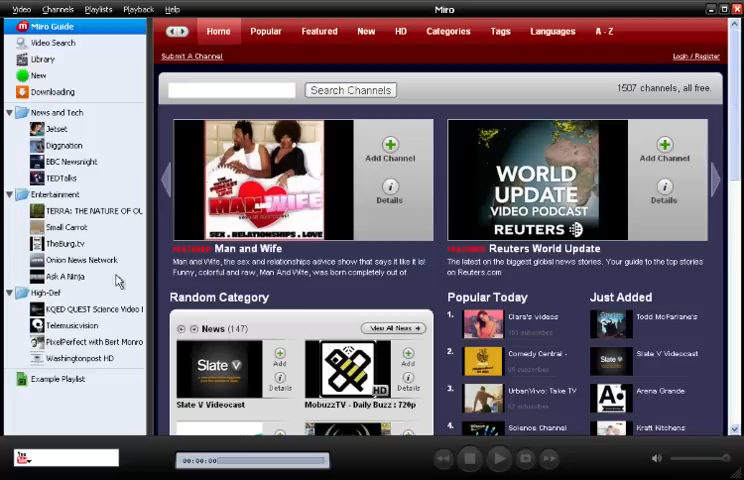 Video Channels Playlists Playback Help
Miro
Miro Guide
Video Search
Library
New
Downloading
News and Tech
Jetset
Diggnation
BBC Newsnight
TEDTalks
Entertainment
TERRA: THE NATURE OF OU
Small Carrot
TheBurg.tv
Onion News Network
Ask A Ninja
High-Def
KQED QUEST Science Video
Telemusicvision
PixelPerfect with Bert Monro
Washingtonpost HD
Example Playlist
Home Popular Featured New HD Categories Tags Languages A - Z
Submit A Channel
Login / Register
Search Channels
1507 channels, all free.
MAN AND WIFE
SEX . RELATIONSHIPS . LOVE
Add Channel
Details
FEATURED Man and Wife
Man and Wife, the sex and relationships advice show that says it like it is!
Funny, colorful and raw, Man And Wife, was born completely out of
WORLD
UPDATE
VIDEO PODCAST
REUTERS
Add Channel
Details
FEATURED Reuters World Update
The latest on the biggest global news stories. Your guide to the top stories
on Reuters.com
Random Category
News (147)
View All News
Slate V
Add
Details
Slate V Videocast
HD
Add
Details
MobuzzTV - Daily Buzz : 720p
Popular Today
1. Clara's videos
161 subscribers
2. Comedy Central -
3. UrbanVivo: Take TV
4. Science Channel
Just Added
Todd McFarlane's
Slate V
Slate V Videocast
A:
Arena Grande
Kraft Kitchens
00:00:00